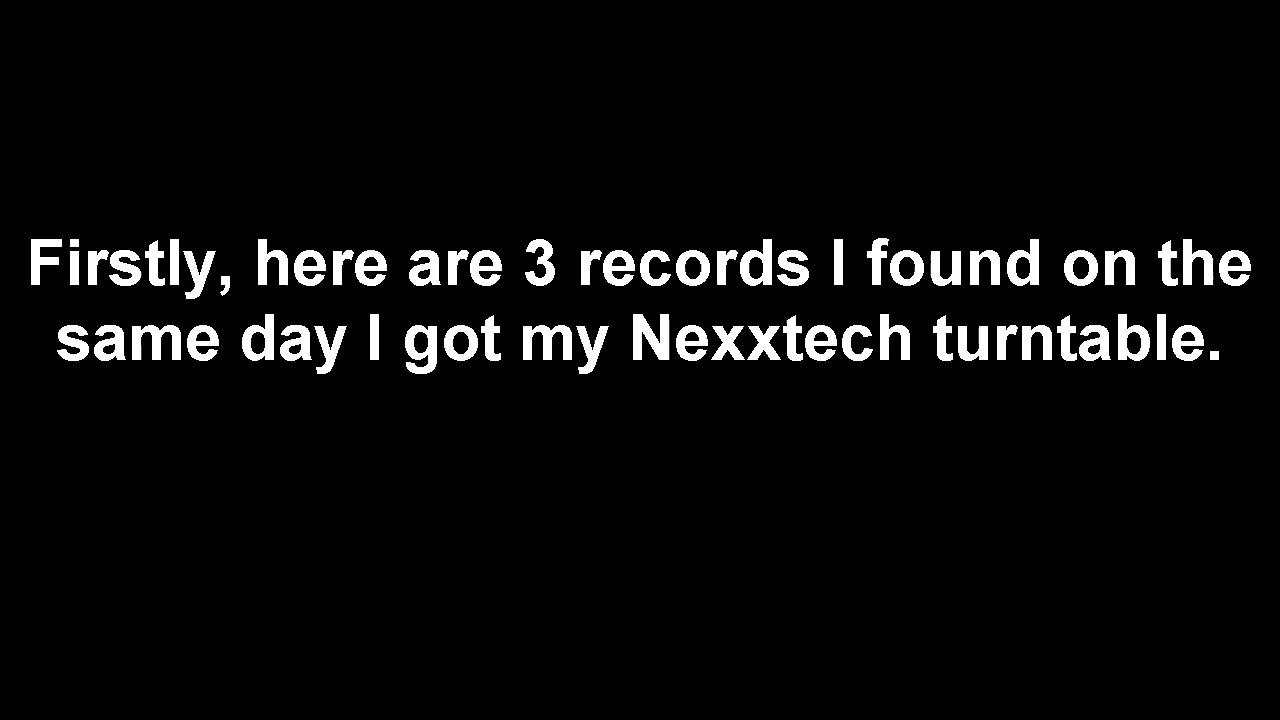 Firstly, here are 3 records I found on the
same day I got my Nexxtech turntable.